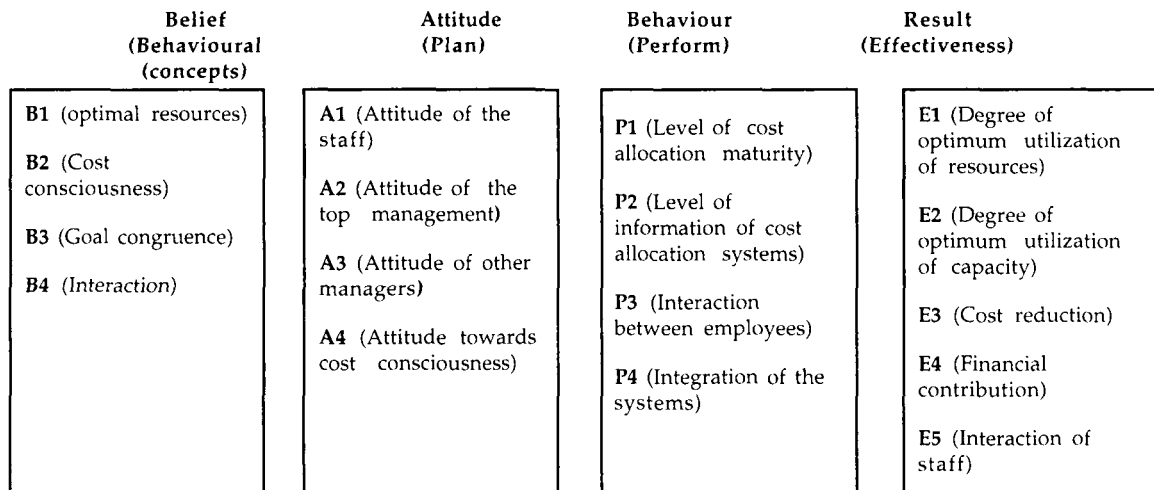 Belief
(Behavioural
(concepts)
Attitude
(Plan)
Behaviour
(Perform)
Result
(Effectiveness)
B1 (optimal resources)
B2 (Cost
consciousness)
B3 (Goal congruence)
B4 (Interaction)
A1 (Attitude of the
staff)
A2 (Attitude of the
top management)
A3 (Attitude of other
managers)
A4 (Attitude towards
cost consciousness)
P1 (Level of cost
allocation maturity)
P2 (Level of
information of cost
allocation systems)
P3 (Interaction
between employees)
P4 (Integration of the
systems)
E1 (Degree of
optimum utilization
of resources)
E2 (Degree of
optimum utilization
of capacity)
E3 (Cost reduction)
E4 (Financial
contribution)
E5 (Interaction of
staff)